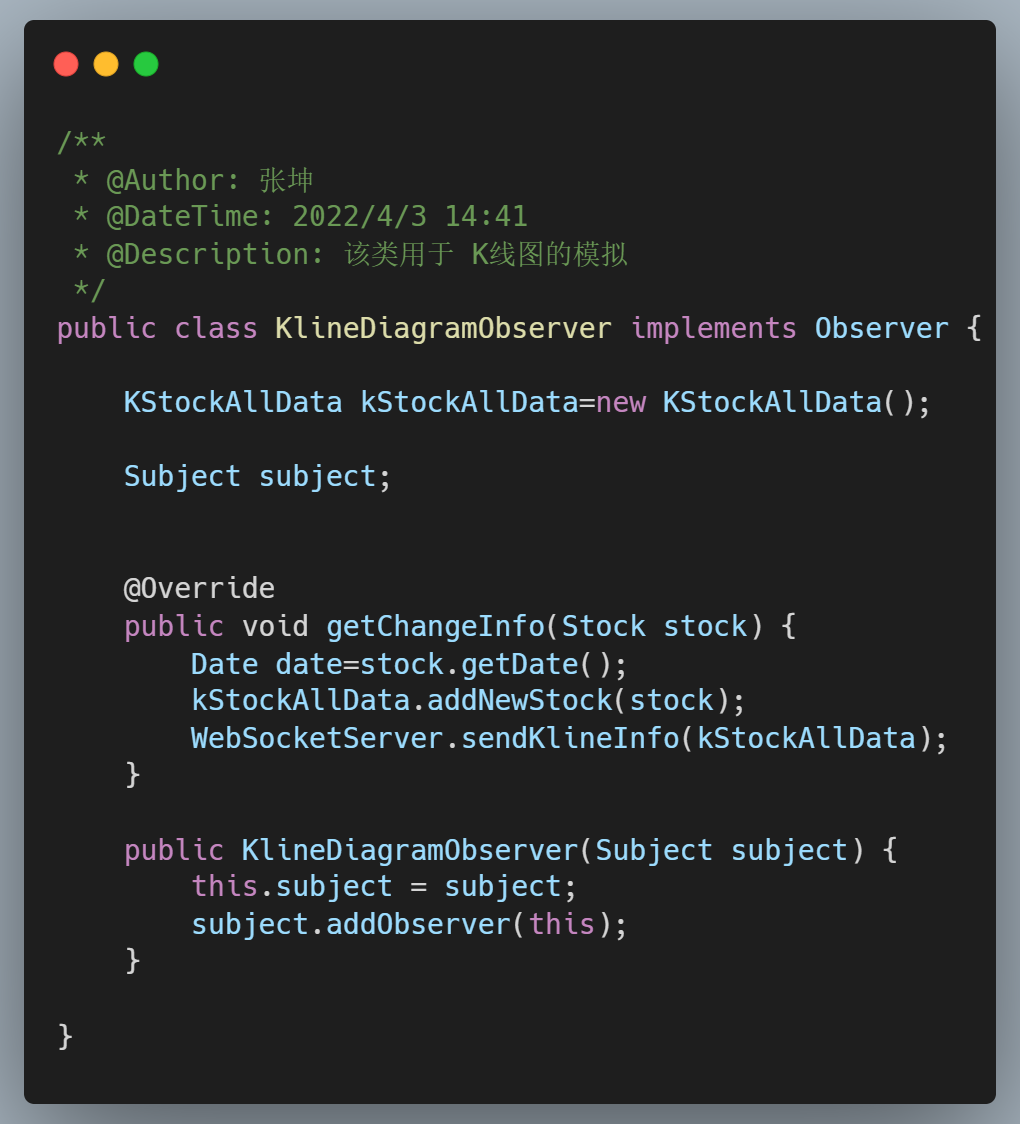 /**
 * @Author: 张坤
 * @DateTime: 2022/4/3 14:41
 * @Description: 该类用于 K线图的模拟
 */
public class KlineDiagramObserver implements Observer {
    KStockAllData kStockAllData=new KStockAllData();
    Subject subject;
    @Override
    public void getChangeInfo(Stock stock) {
        Date date=stock.getDate();
        kStockAllData.addNewStock(stock);
        WebSocketServer.sendKlineInfo(kStockAllData);
    }
    public KlineDiagramObserver(Subject subject) {
        this.subject = subject;
        subject.addObserver(this);
    }
}